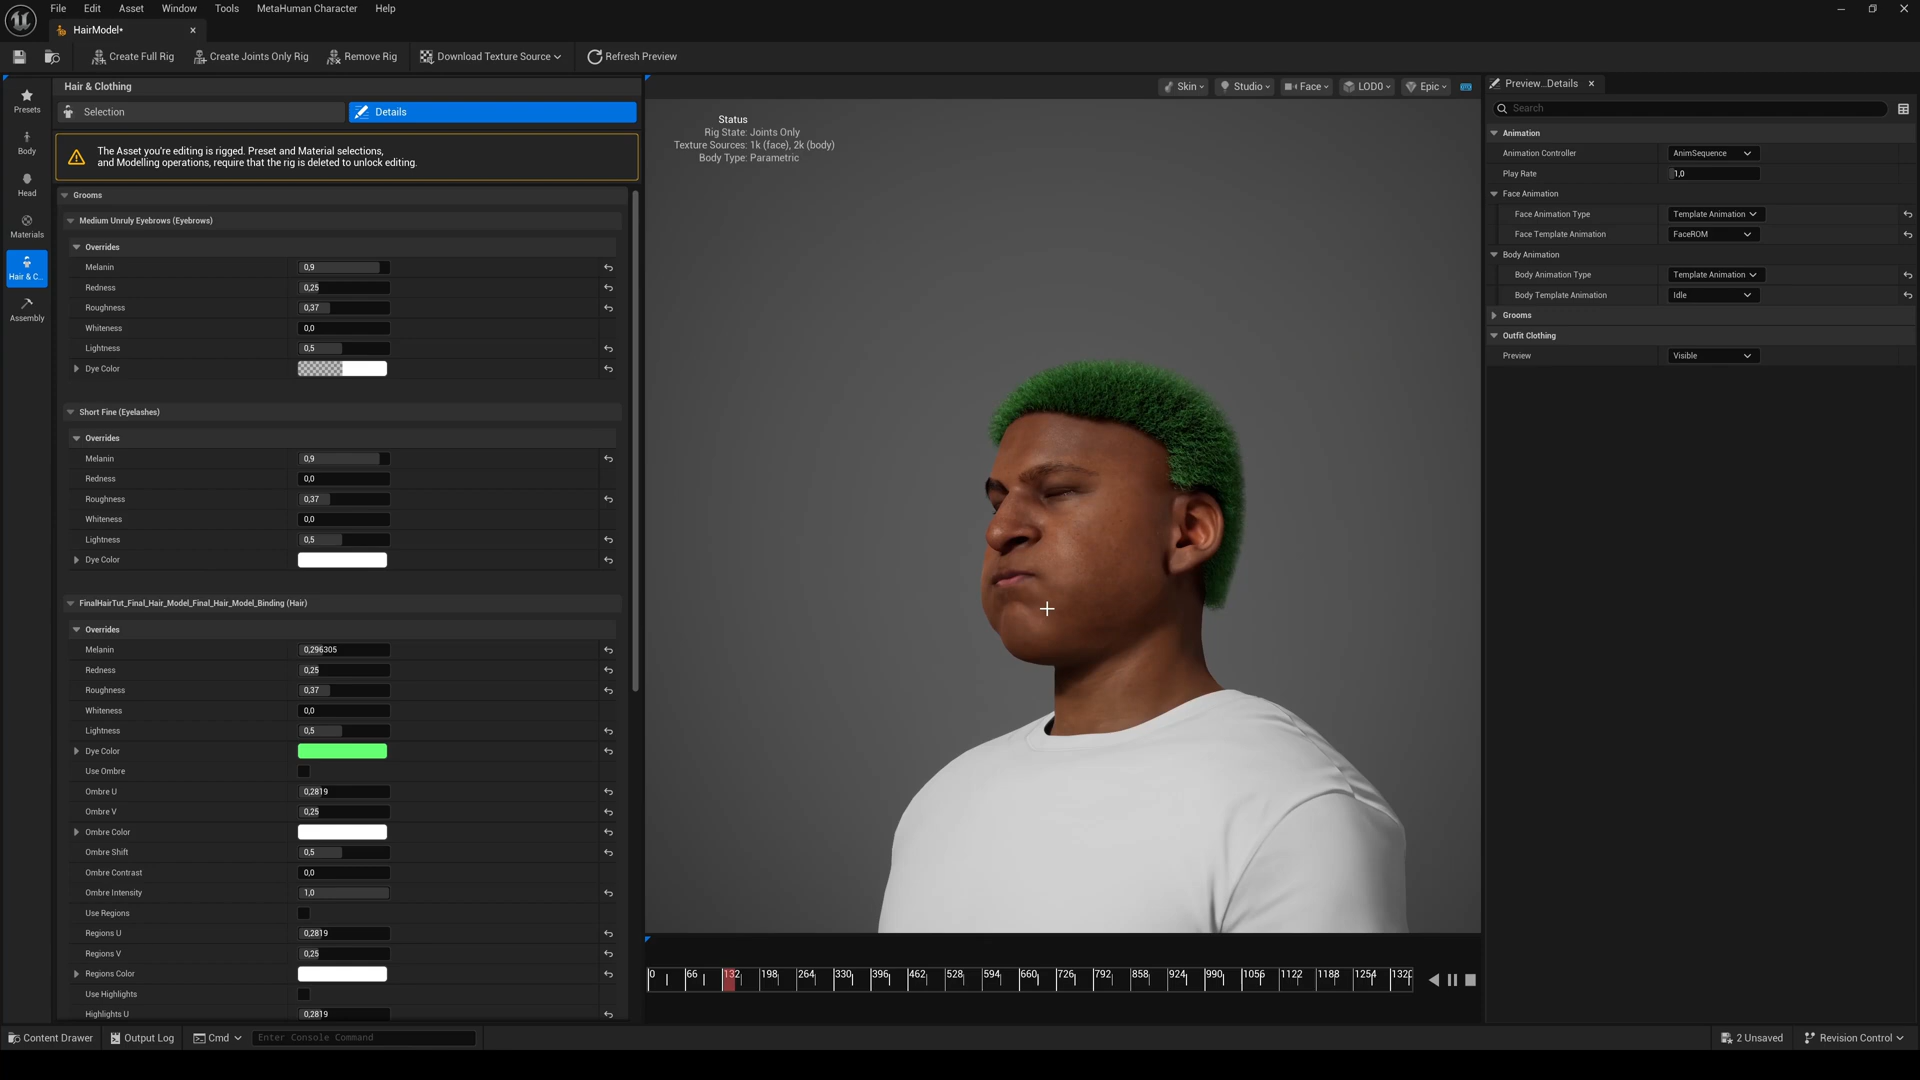 File Edit Asset Window Tools MetaHuman Character Help
HairModel•
Create Full Rig Create Joints Only Rig Remove Rig Download Texture Source Refresh Preview
Hair & Clothing
Selection
Details
The Asset you're editing is rigged. Preset and Material selections,
and Modelling operations, require that the rig is deleted to unlock editing.
Presets
Body
Head
Materials
Hair & C...
Assembly
Grooms
Medium Unruly Eyebrows (Eyebrows)
Overrides
Melanin 0,9
Redness 0,25
Roughness 0,37
Whiteness 0,0
Lightness 0,5
Dye Color
Short Fine (Eyelashes)
Overrides
Melanin 0,9
Redness 0,0
Roughness 0,37
Whiteness 0,0
Lightness 0,5
Dye Color
FinalHairTut_Final_Hair_Model_Final_Hair_Model_Binding (Hair)
Overrides
Melanin 0,296305
Redness 0,25
Roughness 0,37
Whiteness 0,0
Lightness 0,5
Dye Color
Use Ombre
Ombre U 0,2819
Ombre V 0,25
Ombre Color
Ombre Shift 0,5
Ombre Contrast 0,0
Ombre Intensity 1,0
Use Regions
Regions U 0,2819
Regions V 0,25
Regions Color
Use Highlights
Highlights U 0,2819
Skin Studio Face LOD0 Epic
Status
Rig State: Joints Only
Texture Sources: 1k (face), 2k (body)
Body Type: Parametric
0 66 132 198 264 330 396 462 528 594 660 726 792 858 924 990 1056 1122 1188 1254 1320
Preview...Details
Search
Animation
Animation Controller AnimSequence
Play Rate 1,0
Face Animation
Face Animation Type Template Animation
Face Template Animation FaceROM
Body Animation
Body Animation Type Template Animation
Body Template Animation Idle
Grooms
Outfit Clothing
Preview Visible
Content Drawer Output Log Cmd Enter Console Command 2 Unsaved Revision Control